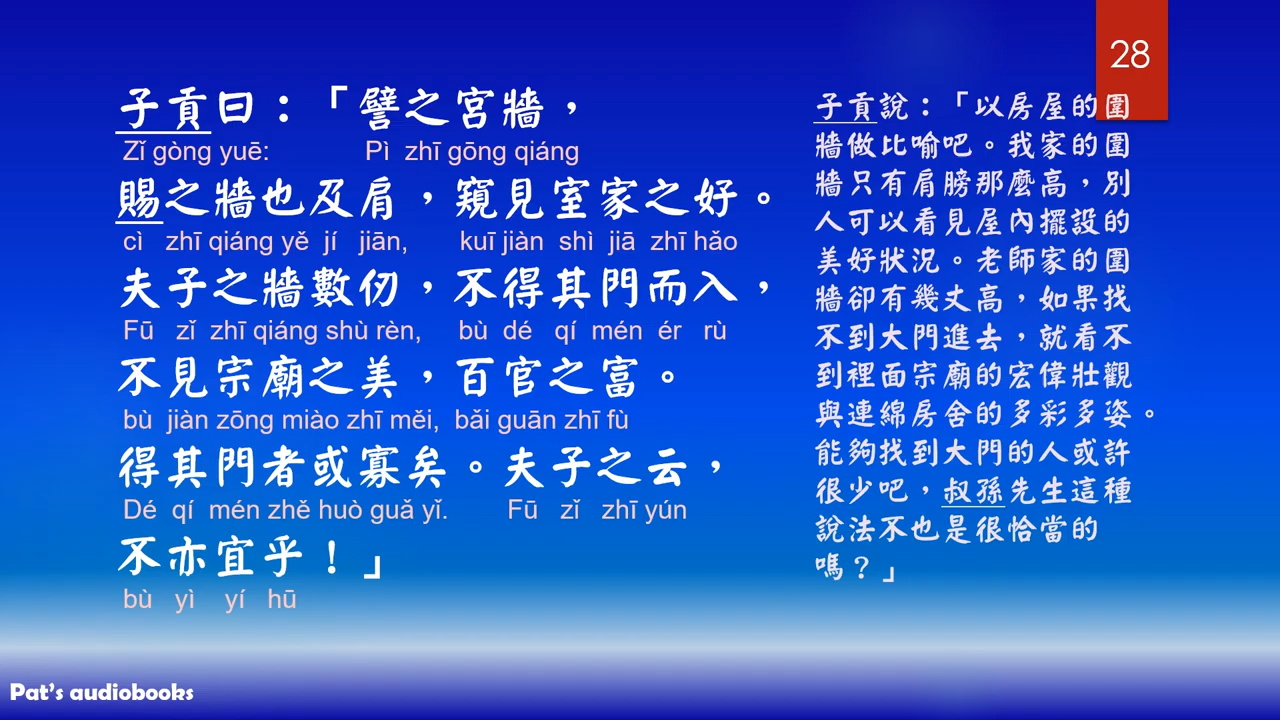 28
子貢曰：「譬之宮牆，
Zǐ gòng yuē: Pì zhī gōng qiáng
賜之牆也及肩，窺見室家之好。
cì zhī qiáng yě jí jiān, kuī jiàn shì jiā zhī hǎo
夫子之牆數仞，不得其門而入，
Fū zǐ zhī qiáng shù rèn, bù dé qí mén ér rù
不見宗廟之美，百官之富。
bù jiàn zōng miào zhī měi, bǎi guān zhī fù
得其門者或寡矣。夫子之云，
Dé qí mén zhě huò guǎ yǐ. Fū zǐ zhī yún
不亦宜乎！」
bù yì yí hū
子貢說：「以房屋的圍
牆做比喻吧。我家的圍
牆只有肩膀那麼高，別
人可以看見屋內擺設的
美好狀況。老師家的圍
牆卻有幾丈高，如果找
不到大門進去，就看不
到裡面宗廟的宏偉壯觀
與連綿房舍的多彩多姿。
能夠找到大門的人或許
很少吧，叔孫先生這種
說法不也是很恰當的
嗎？」
Pat's audiobooks